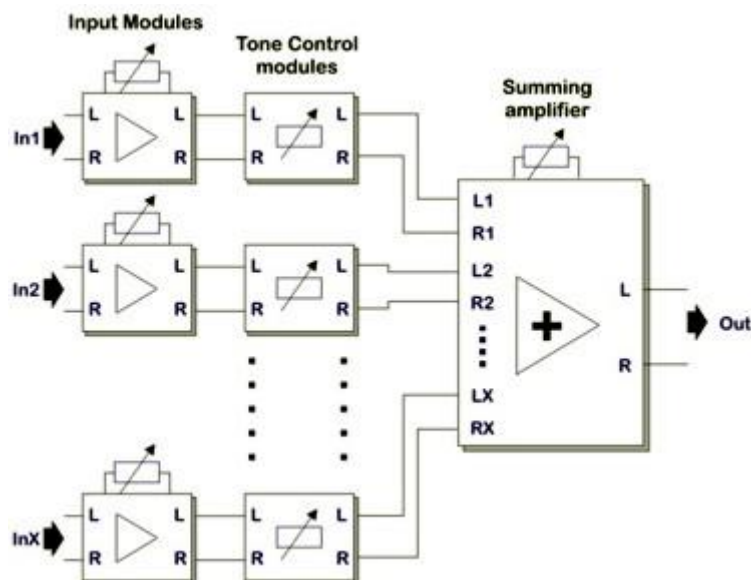 Input Modules
Tone Control
modules
Summing
amplifier
In1
L L
R R
L L
R R
In2
L L
R R
L L
R R
InX
L L
R R
L L
R R
L1
R1
L2
R2
LX
RX
L
R
Out